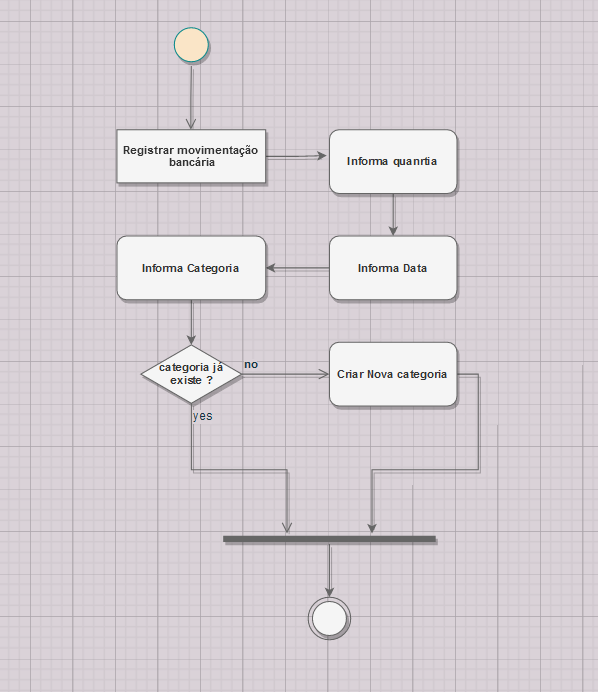 Registrar movimentação
bancária
Informa quanrtia
Informa Categoria
Informa Data
categoria já
existe ?
no
Criar Nova categoria
yes